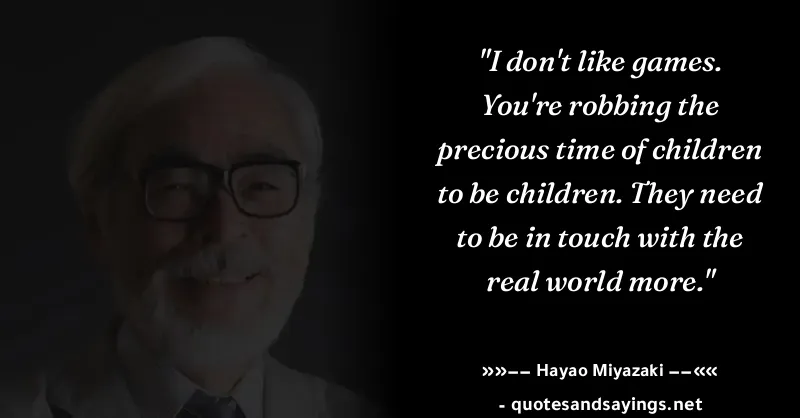 "I don't like games.
You're robbing the
precious time of children
to be children. They need
to be in touch with the
real world more."
»»−− Hayao Miyazaki −−««
- quotesandsayings.net